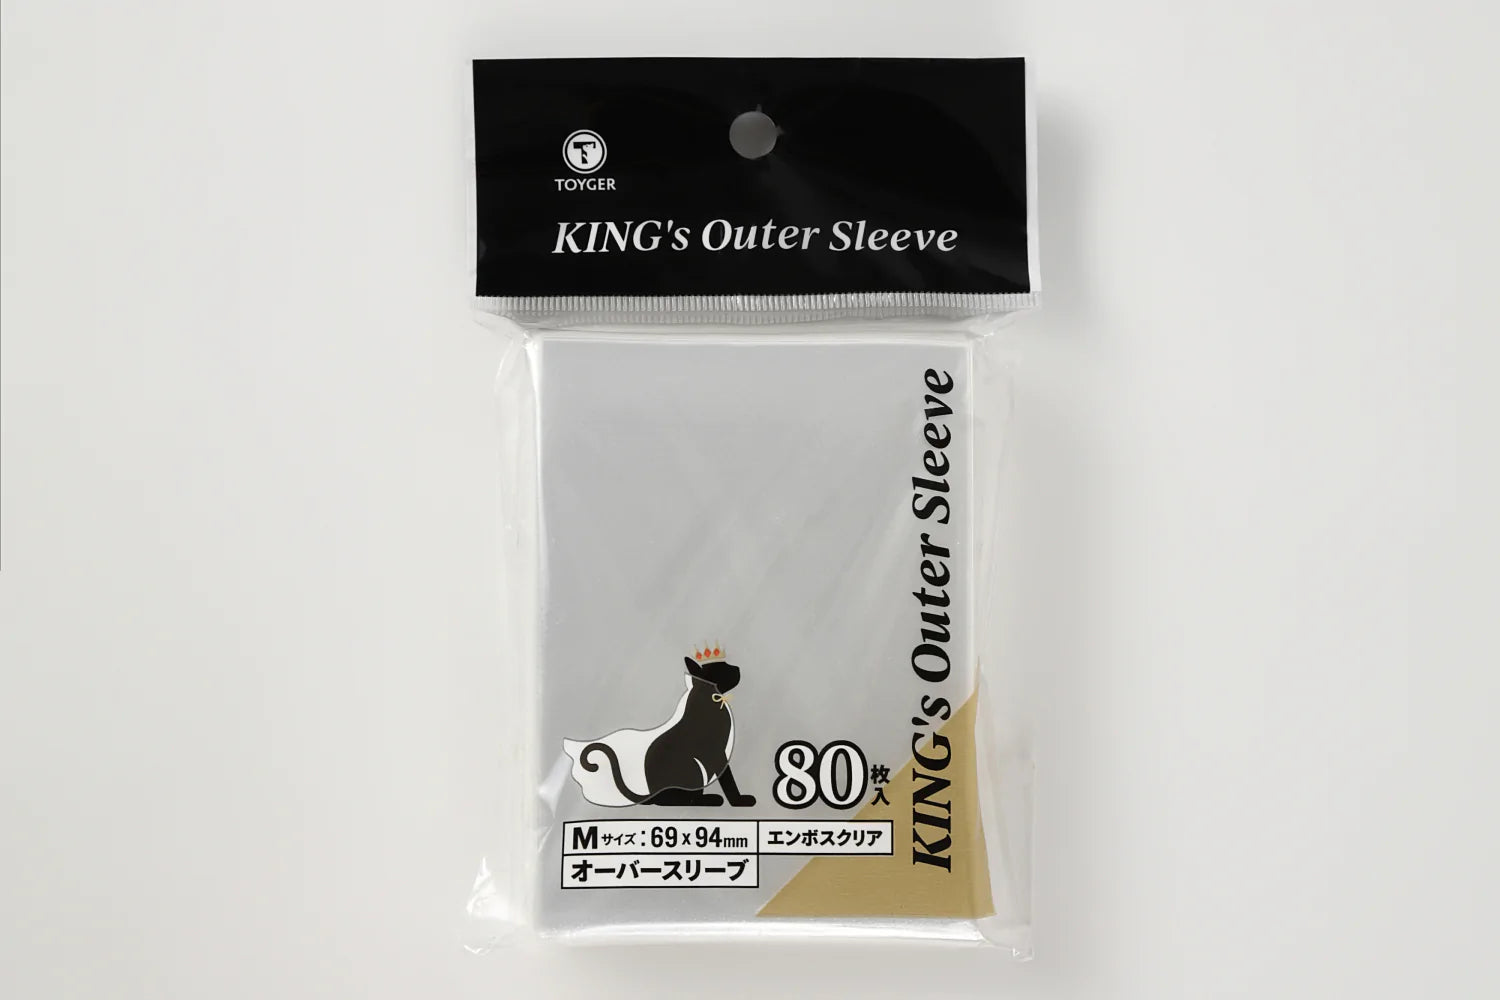 TOYGER
KING's Outer Sleeve
KING's Outer Sleeve
80枚入
Mサイズ:69x94mm
エンボスクリア
オーバースリーブ